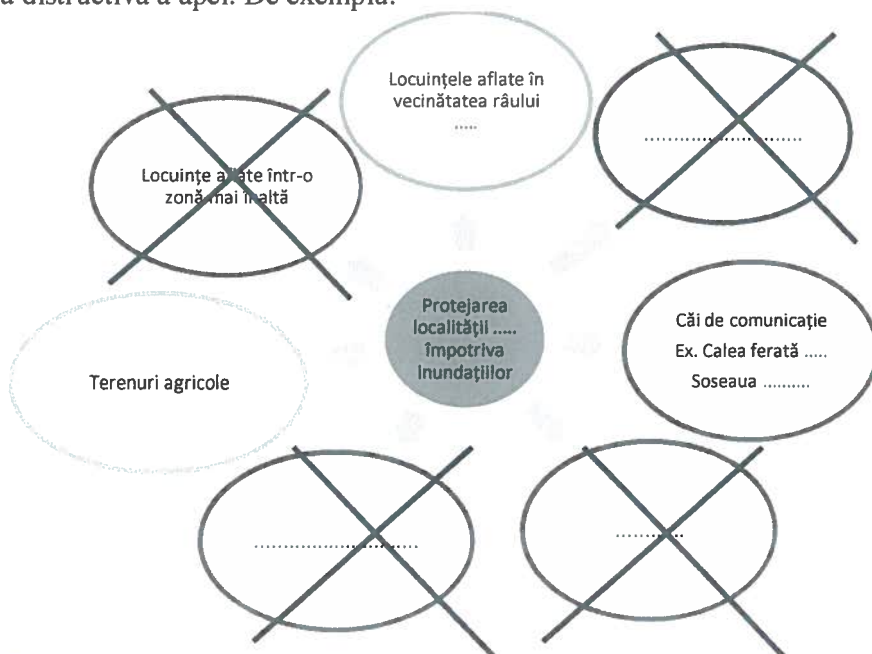 a distructivă a apei. De exemplu:
Locuințele aflate în
vecinătatea râului
.....
Locuințe aflate într-o
zonă mai înaltă
................................
Protejarea
localității .....
împotriva
inundațiilor
Căi de comunicație
Ex. Calea ferată .....
Soseaua ..........
Terenuri agricole
.................................
..............